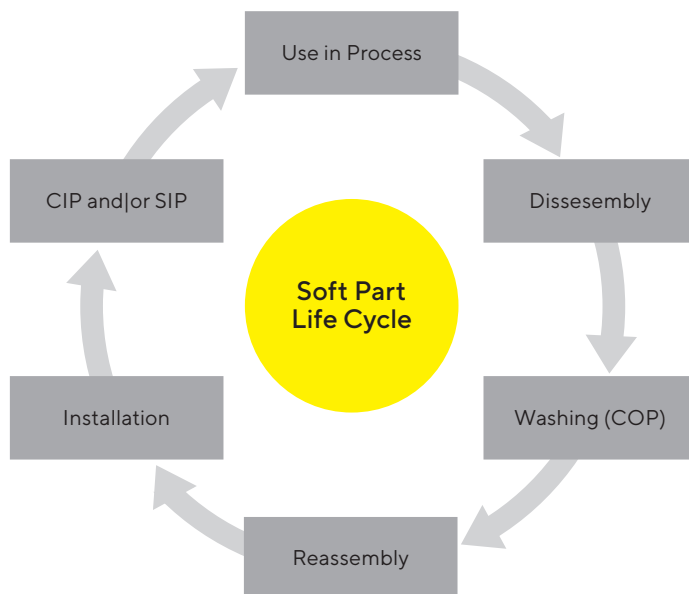 Use in Process
CIP and|or SIP
Dissesembly
Soft Part
Life Cycle
Installation
Washing (COP)
Reassembly